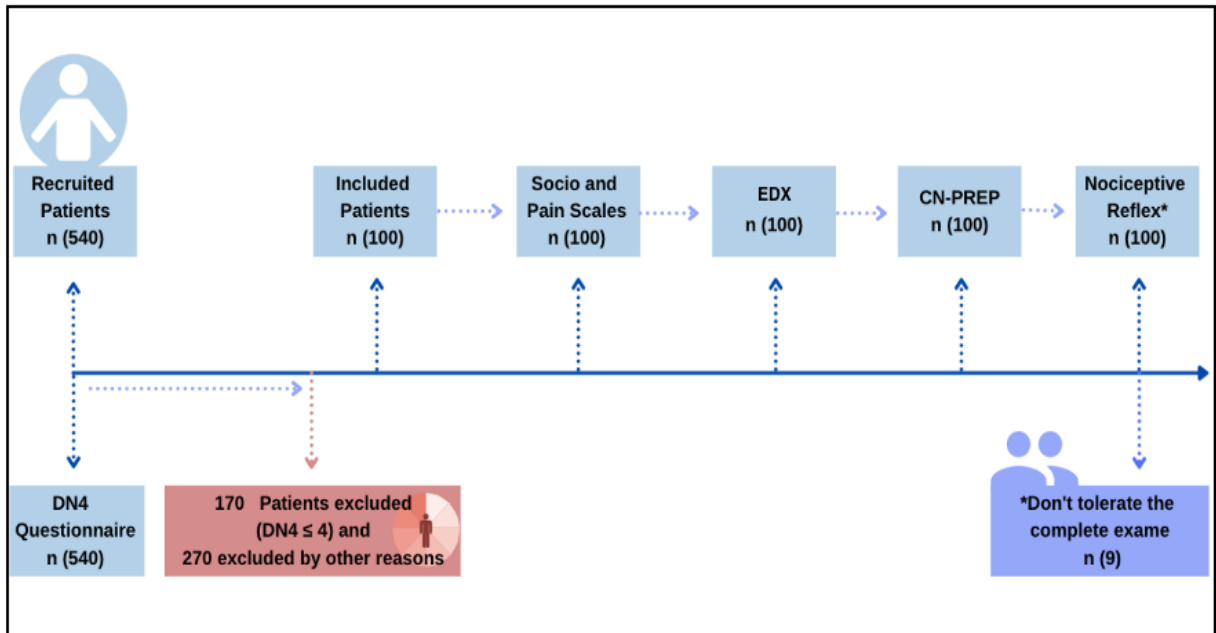 Recruited
Patients
n (540)
Included
Patients
n (100)
Socio and
Pain Scales
n (100)
EDX
n (100)
CN-PREP
n (100)
Nociceptive
Reflex*
n (100)
DN4
Questionnaire
n (540)
170 Patients excluded
(DN4 ≤ 4) and
270 excluded by other reasons
*Don't tolerate the
complete exame
n (9)